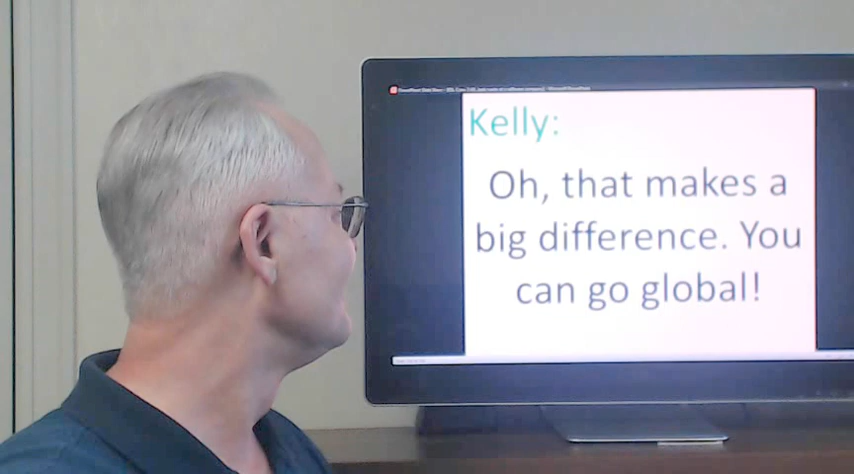 Kelly:
Oh, that makes a
big difference. You
can go global!